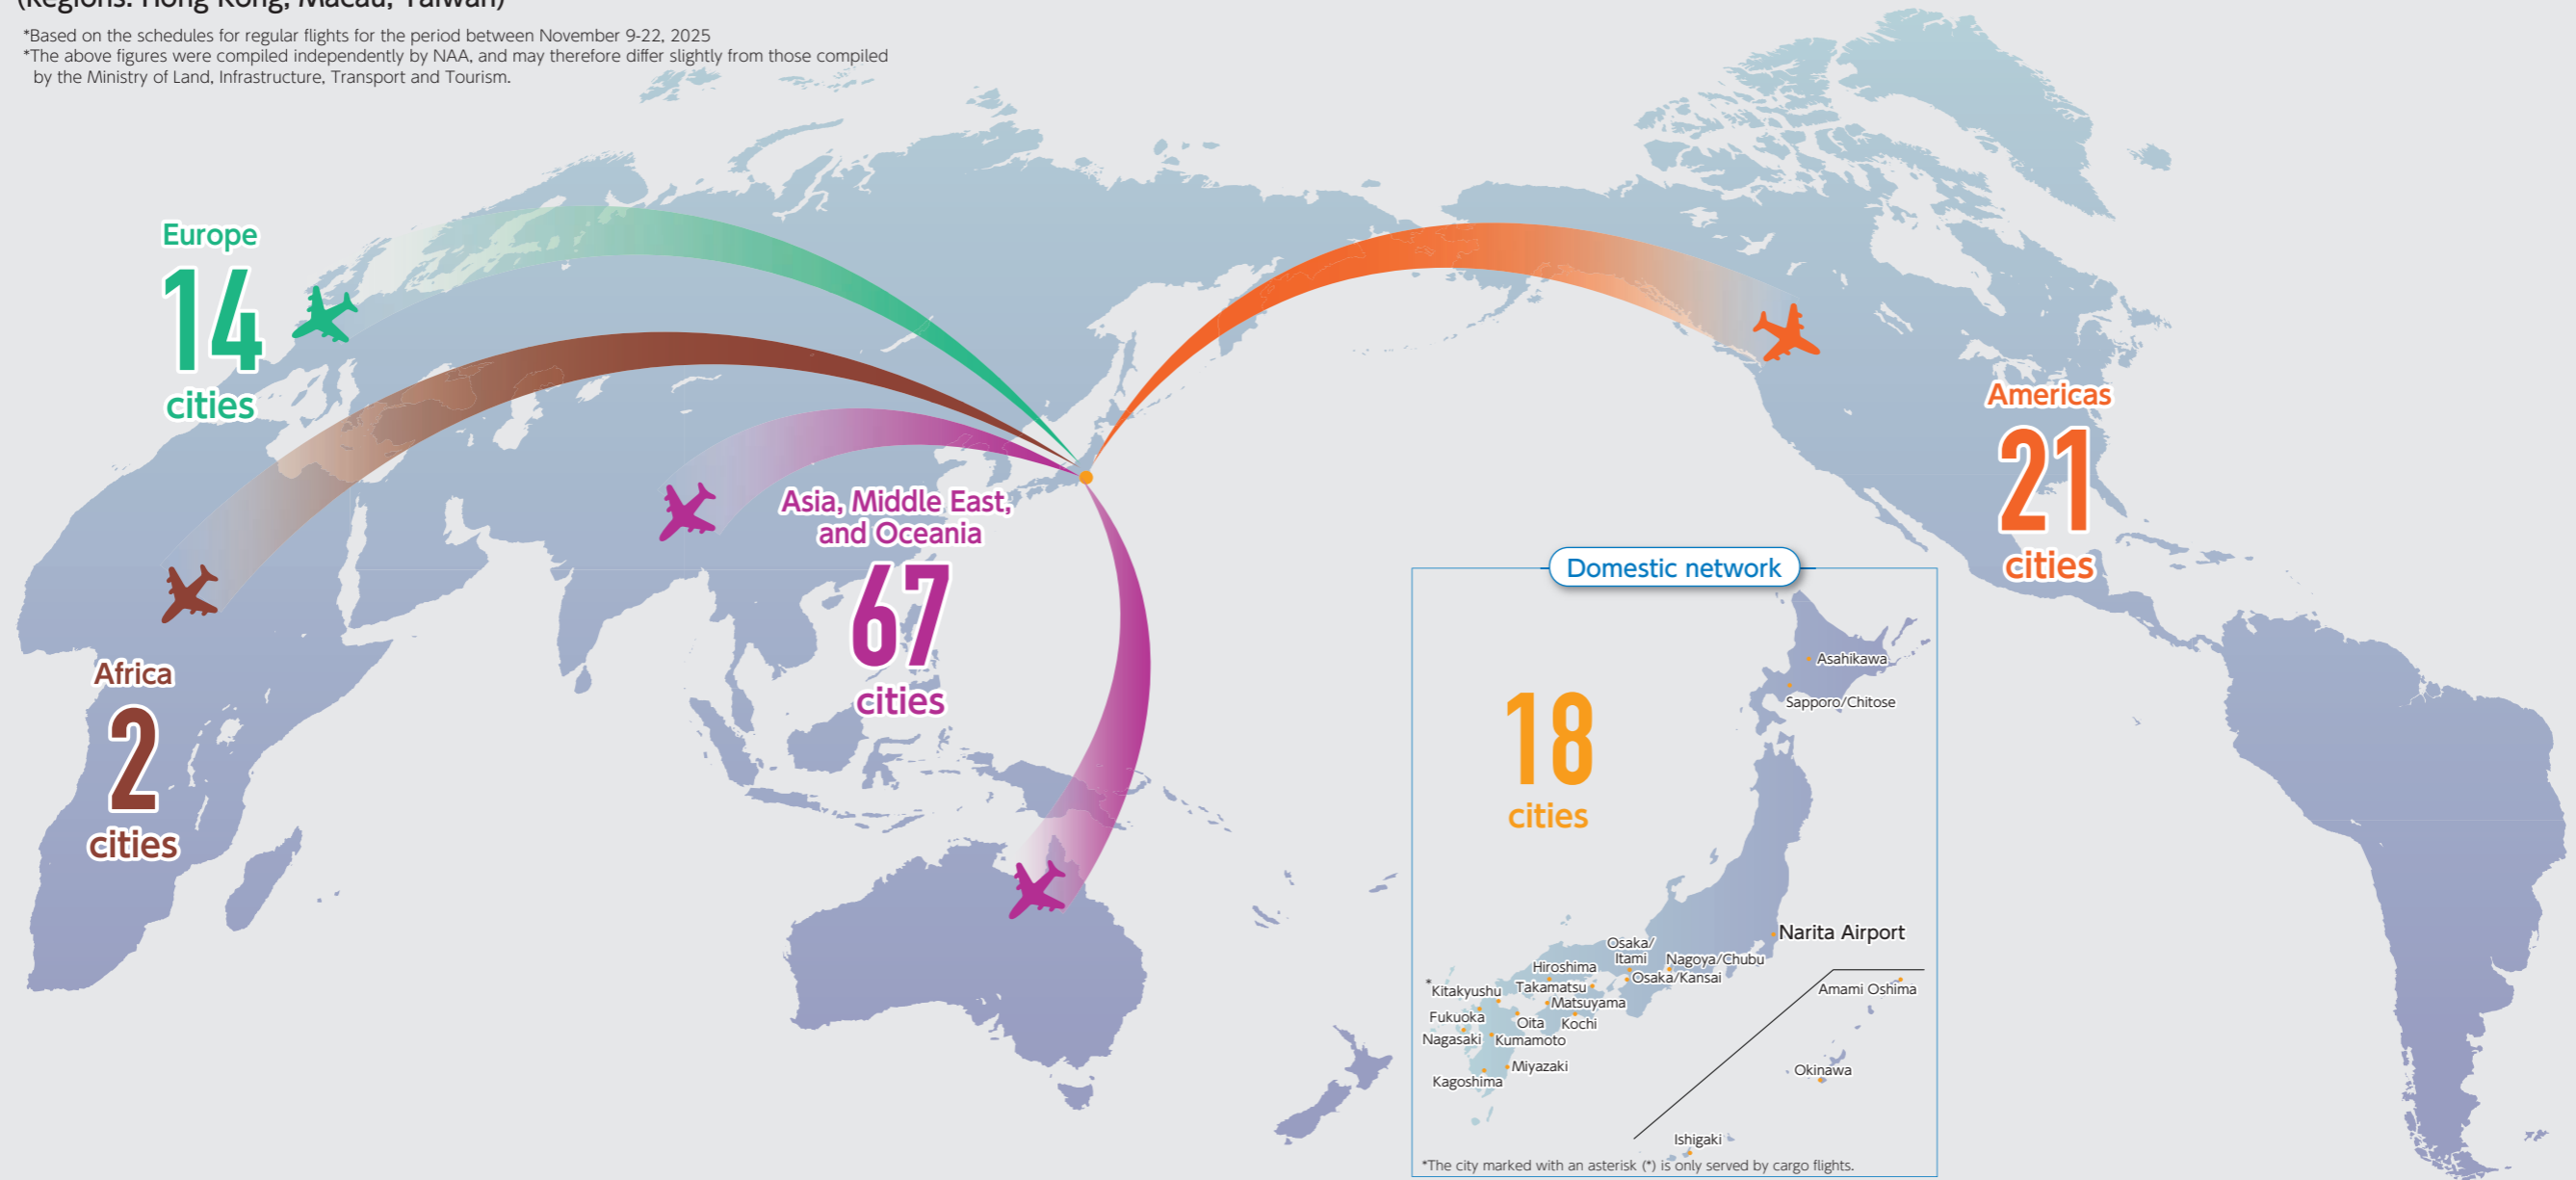 (Regions: Hong Kong, Macau, Taiwan)
*Based on the schedules for regular flights for the period between November 9-22, 2025
*The above figures were compiled independently by NAA, and may therefore differ slightly from those compiled
by the Ministry of Land, Infrastructure, Transport and Tourism.
Europe
14
cities
Africa
2
cities
Asia, Middle East,
and Oceania
67
cities
Americas
21
cities
Domestic network
18
cities
Asahikawa
Sapporo/Chitose
Narita Airport
Osaka/
Itami
Nagoya/Chubu
Hiroshima
Osaka/Kansai
*Kitakyushu
Takamatsu
Matsuyama
Fukuoka
Oita
Kochi
Nagasaki
Kumamoto
Miyazaki
Kagoshima
Amami Oshima
Okinawa
Ishigaki
*The city marked with an asterisk (*) is only served by cargo flights.